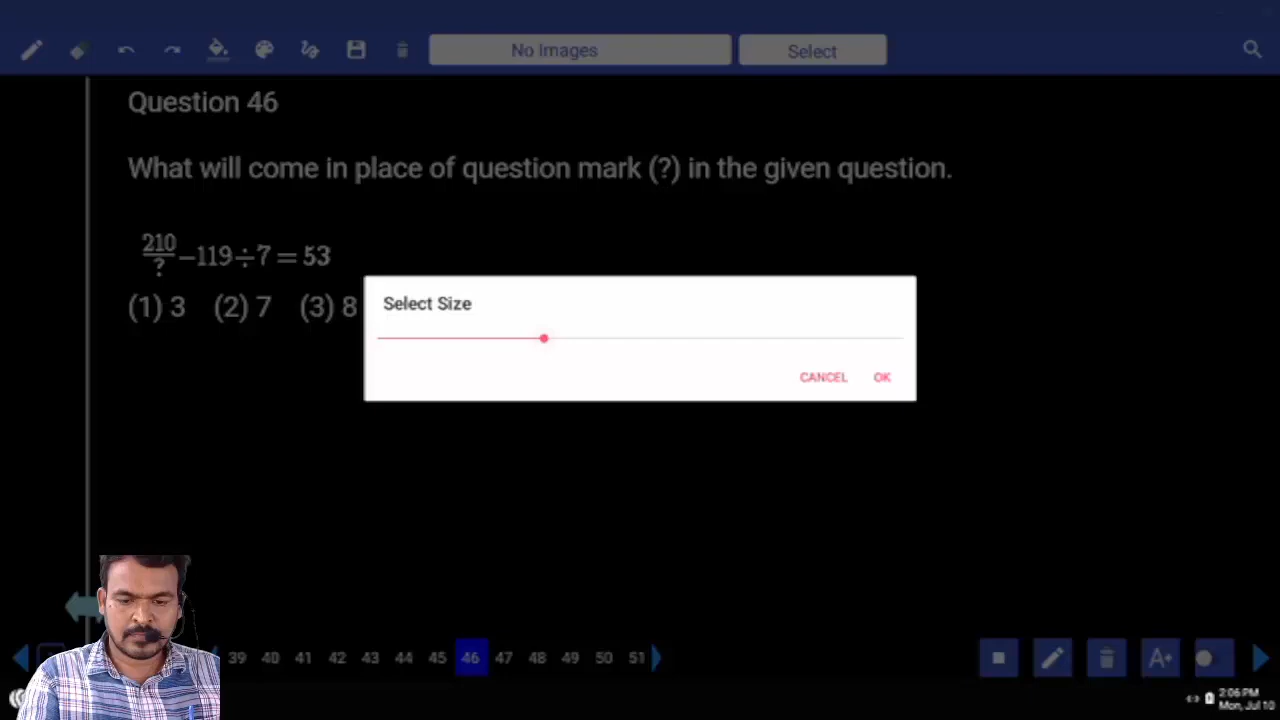 No Images
Select
Question 46
What will come in place of question mark (?) in the given question.
210/? −119÷7=53
(1) 3 (2) 7 (3) 8
Select Size
CANCEL OK
39 40 41 42 43 44 45 46 47 48 49 50 51
A+
2:06 PM
Mon, Jul 10